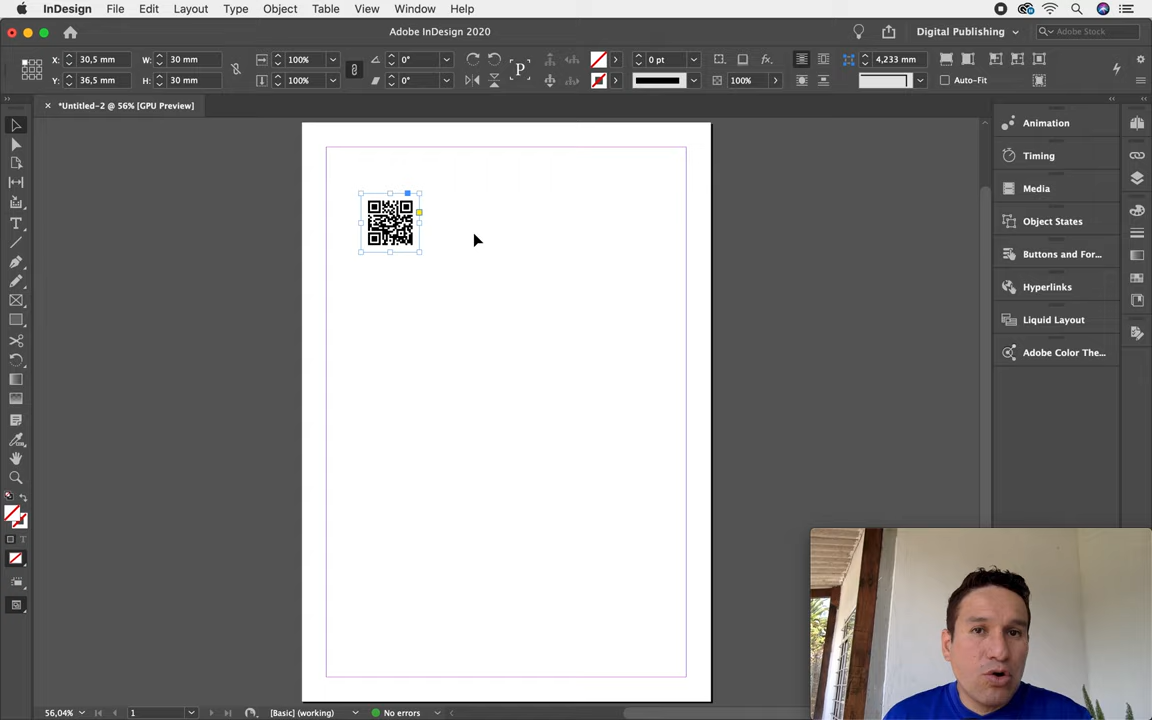 InDesign File Edit Layout Type Object Table View Window Help
Adobe InDesign 2020
Digital Publishing
Adobe Stock
X: 30,5 mm W: 30 mm 100% 0° 0 pt 4,233 mm
Y: 36,5 mm H: 30 mm 100% 0° P 100% Auto-Fit
*Untitled-2 @ 56% [GPU Preview]
Animation
Timing
Media
Object States
Buttons and For...
Hyperlinks
Liquid Layout
Adobe Color The...
56,04% 1 [Basic] (working) No errors